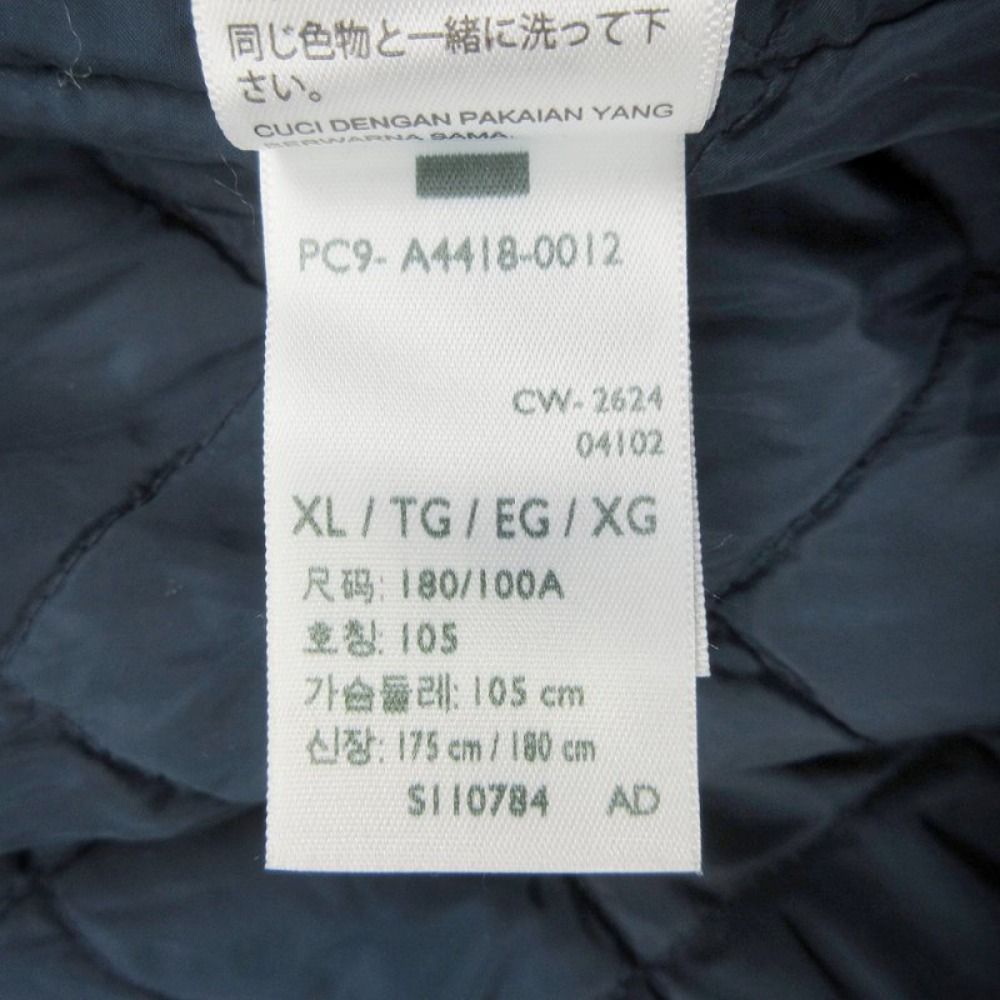 同じ色物と一緒に洗って下
さい。
CUCI DENGAN PAKAIAN YANG
BERWARNA SAMA.
PC9- A4418-0012
CW- 2624
04102
XL / TG / EG / XG
尺码: 180/100A
호칭: 105
가슴둘레: 105 cm
신장: 175 cm / 180 cm
S110784 AD